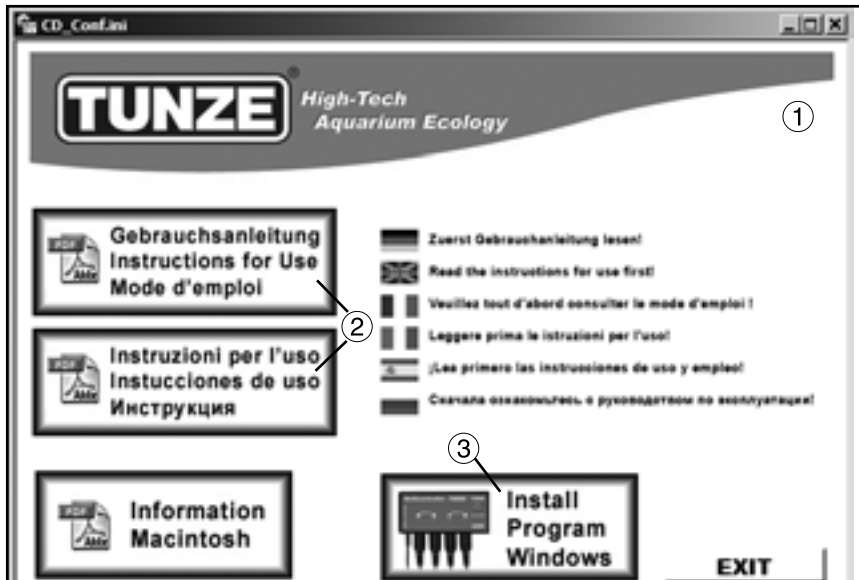 CD_Conf.ini
TUNZE®
High-Tech
Aquarium Ecology
1
Gebrauchsanleitung
Instructions for Use
Mode d'emploi
2
Instruzioni per l'uso
Instucciones de uso
Инструкция
Zuerst Gebrauchanleitung lesen!
Read the instructions for use first!
Veuillez tout d'abord consulter le mode d'emploi !
Leggere prima le istruzioni per l'uso!
¡Lea primero las instrucciones de uso y empleo!
Сначала ознакомьтесь с руководством по эксплуатации!
3
PDF
Adobe
Information
Macintosh
Install
Program
Windows
EXIT